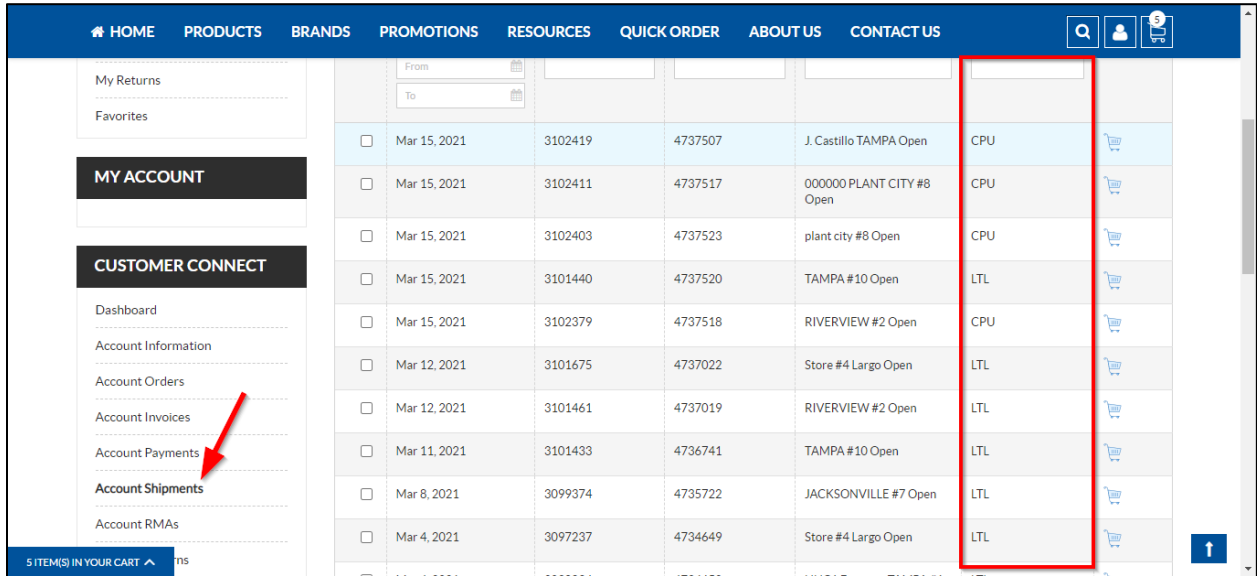 HOME PRODUCTS BRANDS PROMOTIONS RESOURCES QUICK ORDER ABOUT US CONTACT US 5
My Returns
Favorites
MY ACCOUNT
CUSTOMER CONNECT
Dashboard
Account Information
Account Orders
Account Invoices
Account Payments
Account Shipments
Account RMAs
5 ITEM(S) IN YOUR CART
From
To
Mar 15, 2021 3102419 4737507 J. Castillo TAMPA Open CPU
Mar 15, 2021 3102411 4737517 000000 PLANT CITY #8 CPU
Open
Mar 15, 2021 3102403 4737523 plant city #8 Open CPU
Mar 15, 2021 3101440 4737520 TAMPA #10 Open LTL
Mar 15, 2021 3102379 4737518 RIVERVIEW #2 Open CPU
Mar 12, 2021 3101675 4737022 Store #4 Largo Open LTL
Mar 12, 2021 3101461 4737019 RIVERVIEW #2 Open LTL
Mar 11, 2021 3101433 4736741 TAMPA #10 Open LTL
Mar 8, 2021 3099374 4735722 JACKSONVILLE #7 Open LTL
Mar 4, 2021 3097237 4734649 Store #4 Largo Open LTL